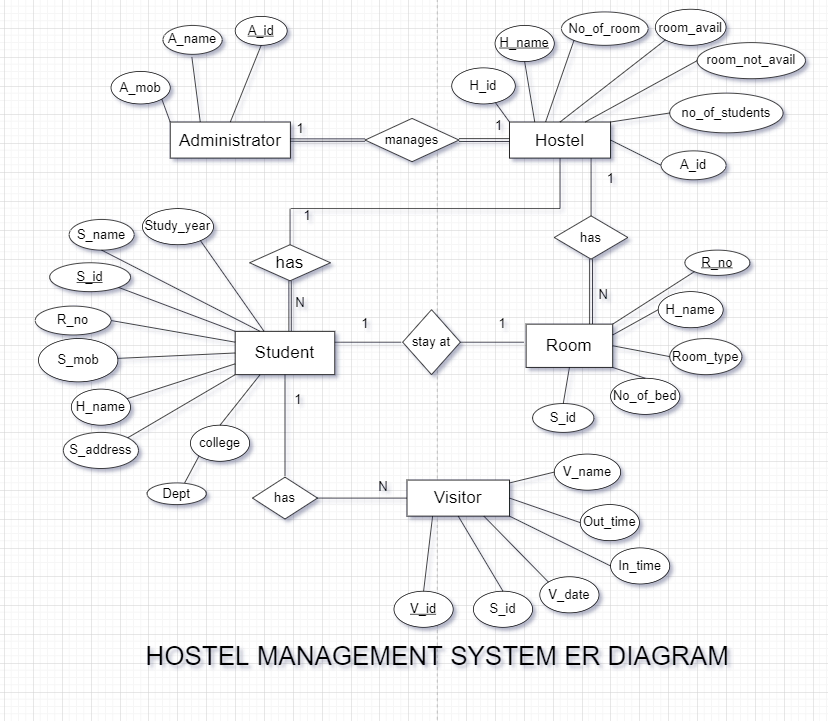 A_id
A_name
A_mob
Administrator
1
manages
1
Hostel
H_name
No_of_room
room_avail
room_not_avail
H_id
no_of_students
A_id
1
1
has
N
has
N
Study_year
S_name
S_id
R_no
S_mob
H_name
S_address
college
Dept
Student
1
stay at
1
Room
R_no
H_name
Room_type
No_of_bed
S_id
1
has
N
Visitor
V_name
Out_time
In_time
V_date
S_id
V_id
HOSTEL MANAGEMENT SYSTEM ER DIAGRAM